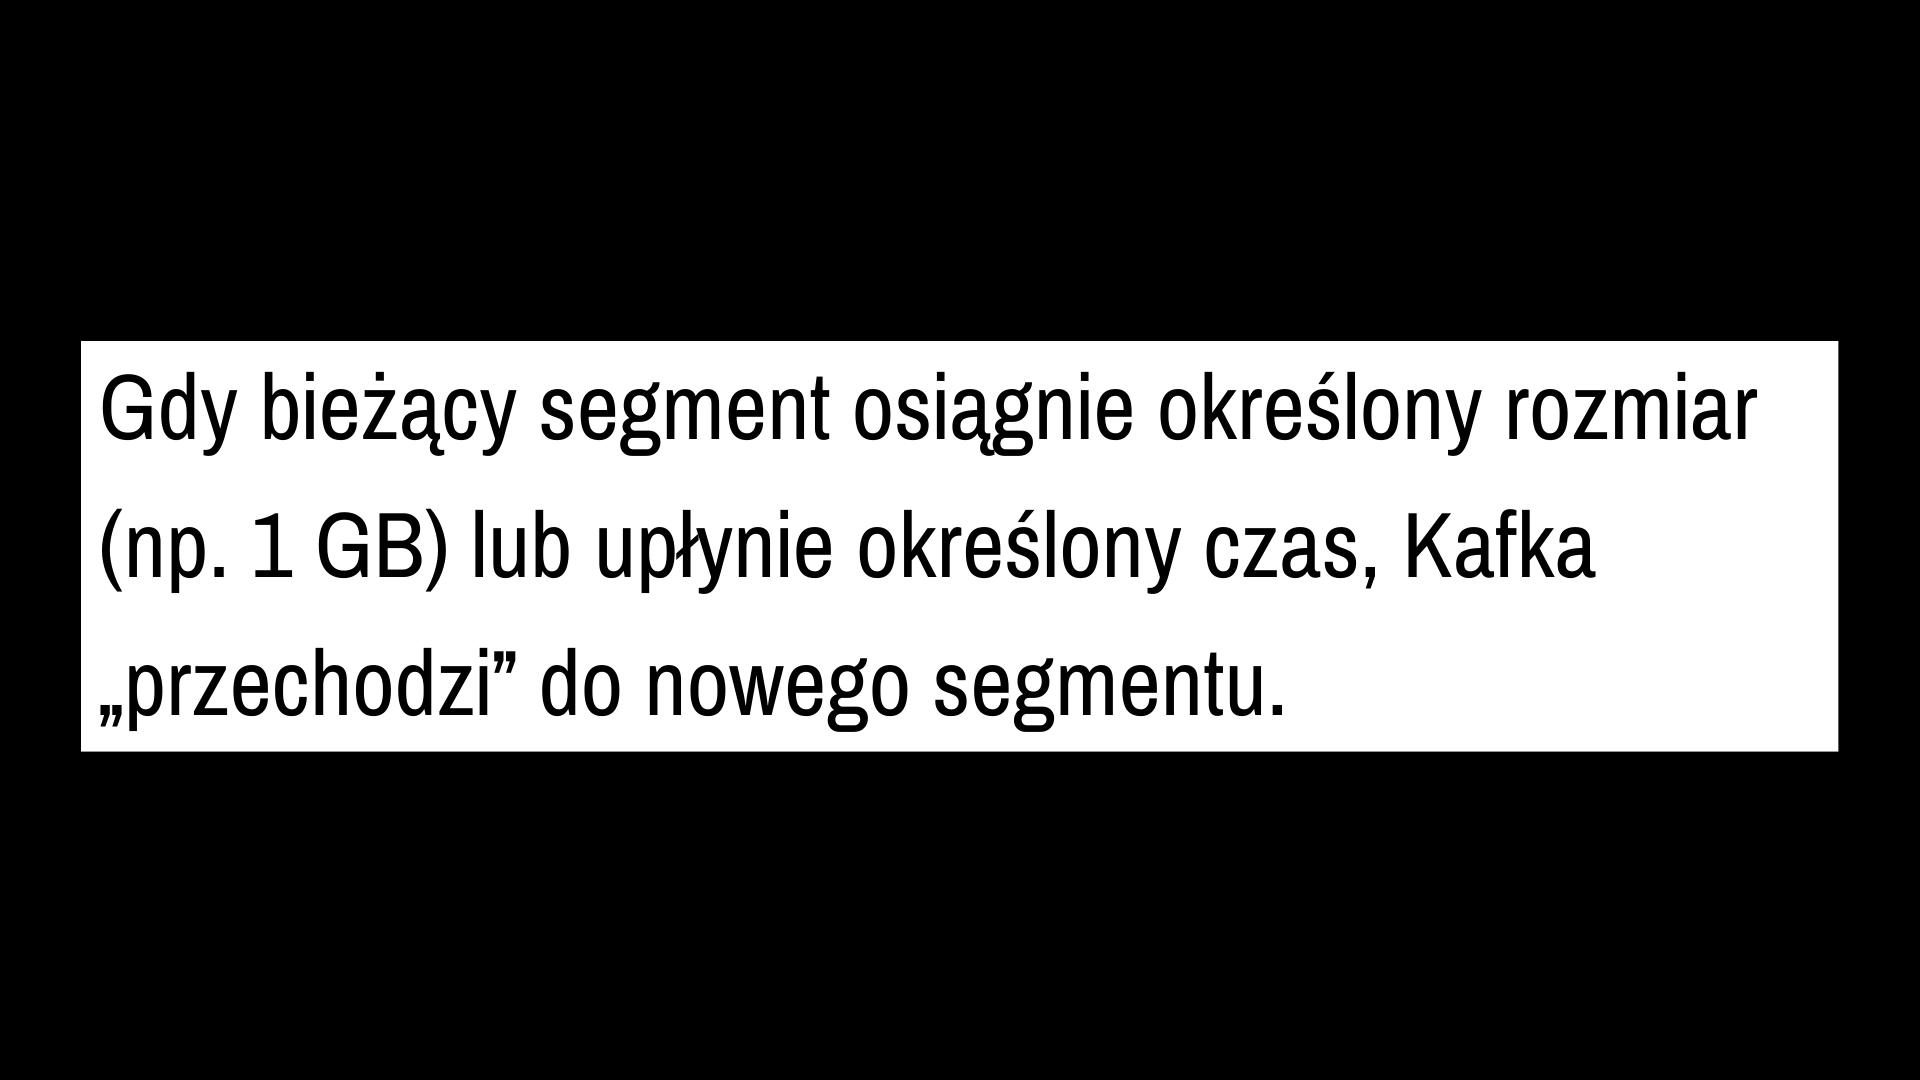 Gdy bieżący segment osiągnie określony rozmiar
(np. 1 GB) lub upłynie określony czas, Kafka
„przechodzi” do nowego segmentu.